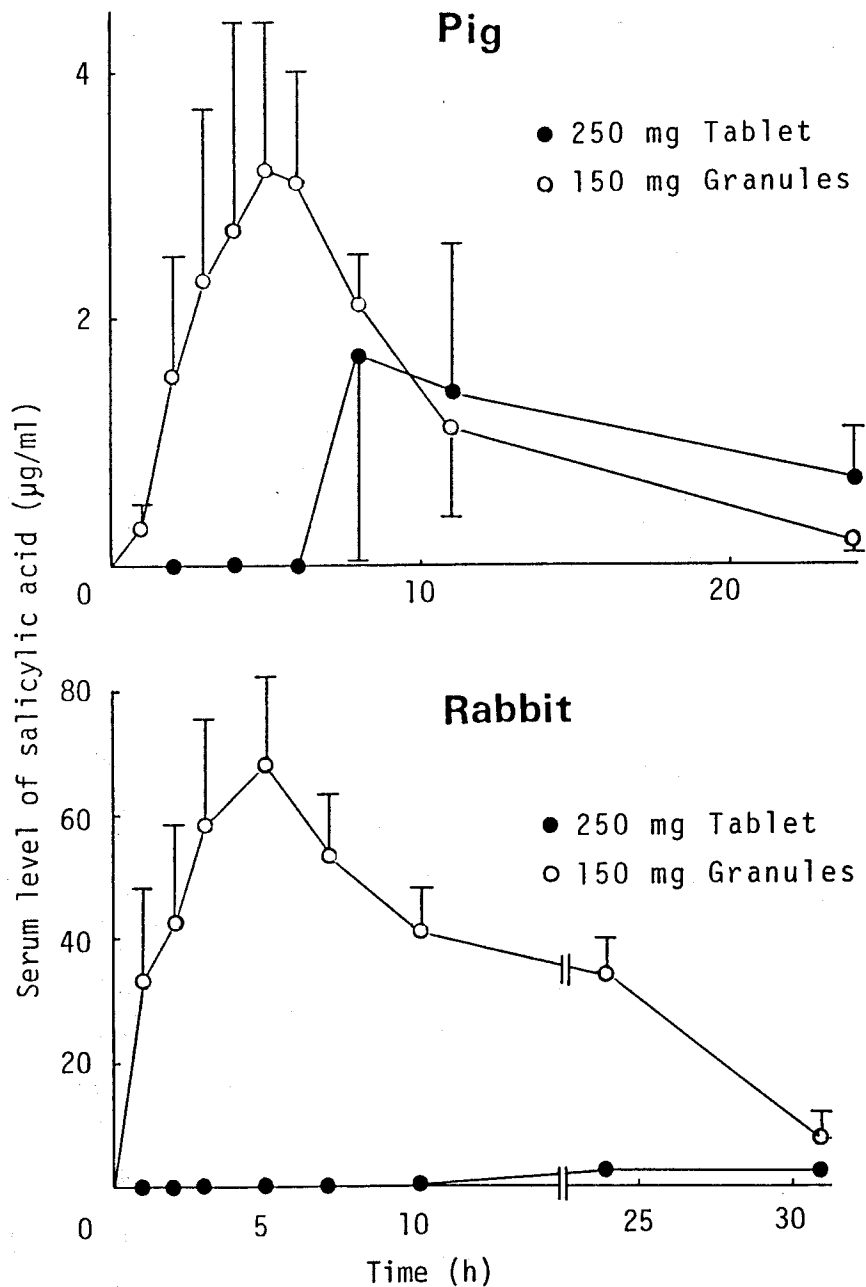 Pig
4
● 250 mg Tablet
○ 150 mg Granules
2
0
10
20
Serum level of salicylic acid (µg/ml)
80
Rabbit
60
● 250 mg Tablet
○ 150 mg Granules
40
20
0
5
10
25
30
Time (h)